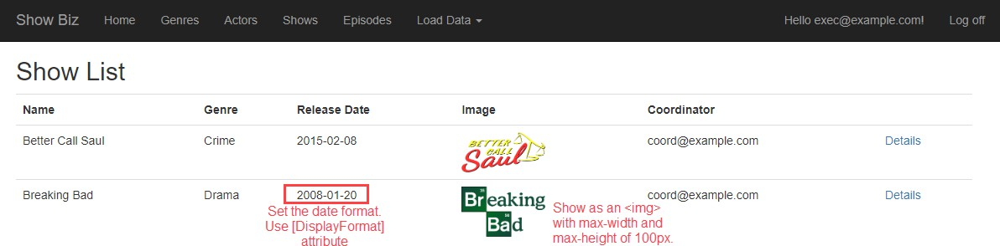 Show Biz Home Genres Actors Shows Episodes Load Data Hello exec@example.com! Log off
Show List
Name Genre Release Date Image Coordinator
Better Call Saul Crime 2015-02-08 BETTER CALL Saul coord@example.com Details
Breaking Bad Drama 2008-01-20 Breaking Bad coord@example.com Details
Set the date format.
Use [DisplayFormat]
attribute
Show as an <img>
with max-width and
max-height of 100px.